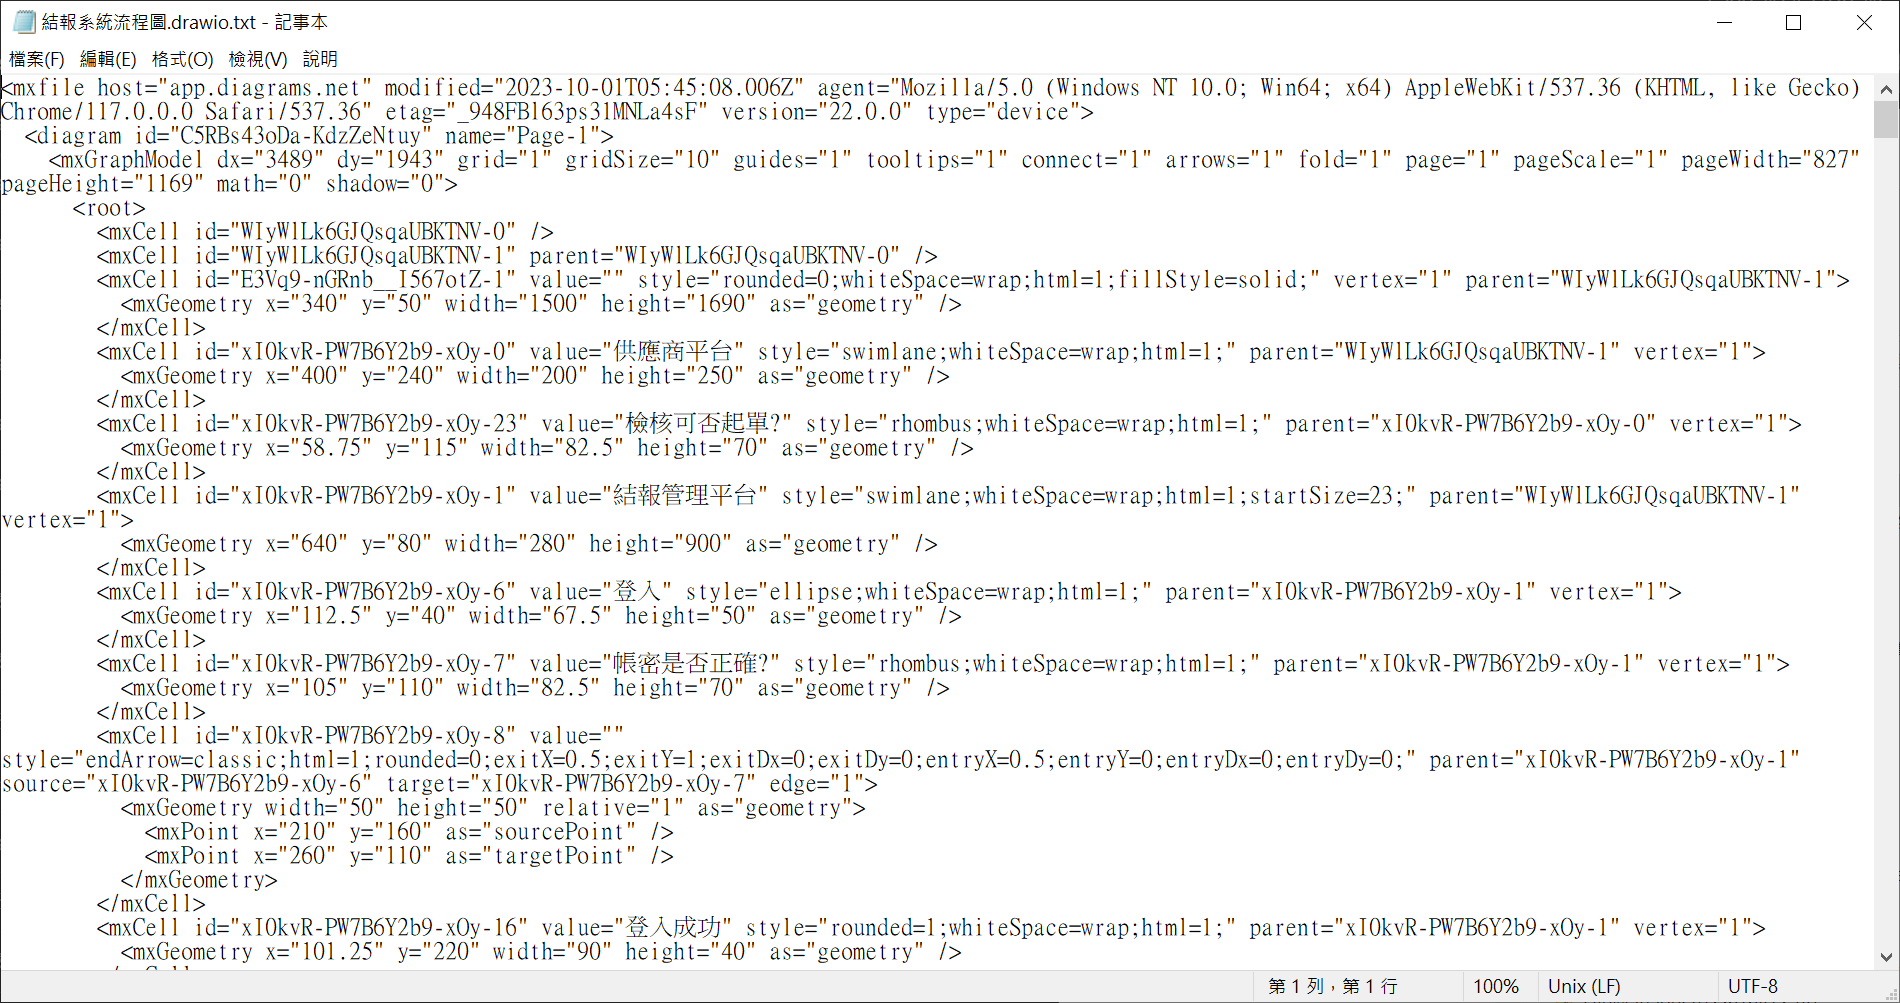 結報系統流程圖.drawio.txt - 記事本
檔案(F) 編輯(E) 格式(O) 檢視(V) 說明
<mxfile host="app.diagrams.net" modified="2023-10-01T05:45:08.006Z" agent="Mozilla/5.0 (Windows NT 10.0; Win64; x64) AppleWebKit/537.36 (KHTML, like Gecko)
Chrome/117.0.0.0 Safari/537.36" etag="_948FBl63ps31MNLa4sF" version="22.0.0" type="device">
<diagram id="C5RBs43oDa-KdzZeNtuy" name="Page-1">
<mxGraphModel dx="3489" dy="1943" grid="1" gridSize="10" guides="1" tooltips="1" connect="1" arrows="1" fold="1" page="1" pageScale="1" pageWidth="827"
pageHeight="1169" math="0" shadow="0">
<root>
<mxCell id="WIyWlLk6GJQsqaUBKTNV-0" />
<mxCell id="WIyWlLk6GJQsqaUBKTNV-1" parent="WIyWlLk6GJQsqaUBKTNV-0" />
<mxCell id="E3Vq9-nGRnb__I567otZ-1" value="" style="rounded=0;whiteSpace=wrap;html=1;fillStyle=solid;" vertex="1" parent="WIyWlLk6GJQsqaUBKTNV-1">
<mxGeometry x="340" y="50" width="1500" height="1690" as="geometry" />
</mxCell>
<mxCell id="xI0kvR-PW7B6Y2b9-xOy-0" value="供應商平台" style="swimlane;whiteSpace=wrap;html=1;" parent="WIyWlLk6GJQsqaUBKTNV-1" vertex="1">
<mxGeometry x="400" y="240" width="200" height="250" as="geometry" />
</mxCell>
<mxCell id="xI0kvR-PW7B6Y2b9-xOy-23" value="檢核可否起單?" style="rhombus;whiteSpace=wrap;html=1;" parent="xI0kvR-PW7B6Y2b9-xOy-0" vertex="1">
<mxGeometry x="58.75" y="115" width="82.5" height="70" as="geometry" />
</mxCell>
<mxCell id="xI0kvR-PW7B6Y2b9-xOy-1" value="結報管理平台" style="swimlane;whiteSpace=wrap;html=1;startSize=23;" parent="WIyWlLk6GJQsqaUBKTNV-1"
vertex="1">
<mxGeometry x="640" y="80" width="280" height="900" as="geometry" />
</mxCell>
<mxCell id="xI0kvR-PW7B6Y2b9-xOy-6" value="登入" style="ellipse;whiteSpace=wrap;html=1;" parent="xI0kvR-PW7B6Y2b9-xOy-1" vertex="1">
<mxGeometry x="112.5" y="40" width="67.5" height="50" as="geometry" />
</mxCell>
<mxCell id="xI0kvR-PW7B6Y2b9-xOy-7" value="帳密是否正確?" style="rhombus;whiteSpace=wrap;html=1;" parent="xI0kvR-PW7B6Y2b9-xOy-1" vertex="1">
<mxGeometry x="105" y="110" width="82.5" height="70" as="geometry" />
</mxCell>
<mxCell id="xI0kvR-PW7B6Y2b9-xOy-8" value=""
style="endArrow=classic;html=1;rounded=0;exitX=0.5;exitY=1;exitDx=0;exitDy=0;entryX=0.5;entryY=0;entryDx=0;entryDy=0;" parent="xI0kvR-PW7B6Y2b9-xOy-1"
source="xI0kvR-PW7B6Y2b9-xOy-6" target="xI0kvR-PW7B6Y2b9-xOy-7" edge="1">
<mxGeometry width="50" height="50" relative="1" as="geometry">
<mxPoint x="210" y="160" as="sourcePoint" />
<mxPoint x="260" y="110" as="targetPoint" />
</mxGeometry>
</mxCell>
<mxCell id="xI0kvR-PW7B6Y2b9-xOy-16" value="登入成功" style="rounded=1;whiteSpace=wrap;html=1;" parent="xI0kvR-PW7B6Y2b9-xOy-1" vertex="1">
<mxGeometry x="101.25" y="220" width="90" height="40" as="geometry" />
第 1 列，第 1 行 100% Unix (LF) UTF-8